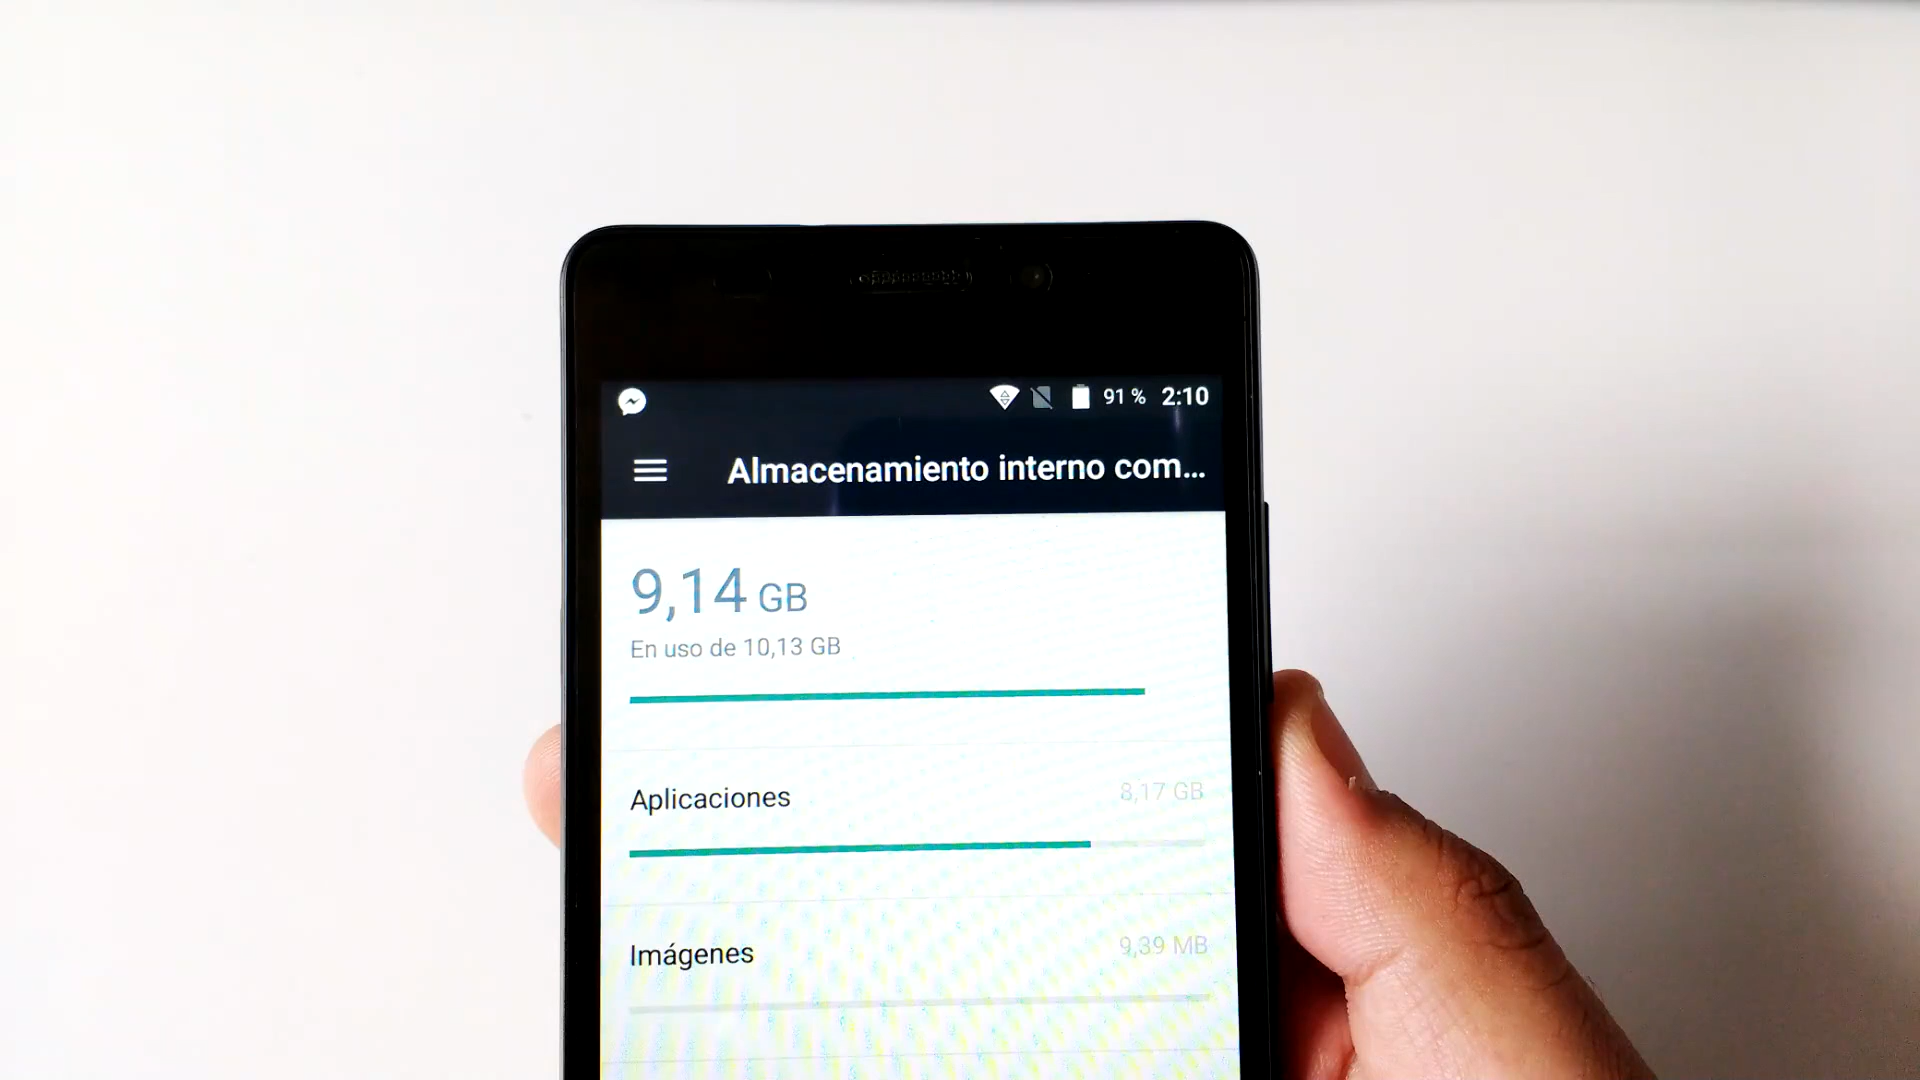 91 % 2:10
Almacenamiento interno com...
9,14 GB
En uso de 10,13 GB
Aplicaciones 8,17 GB
Imágenes 9,39 MB